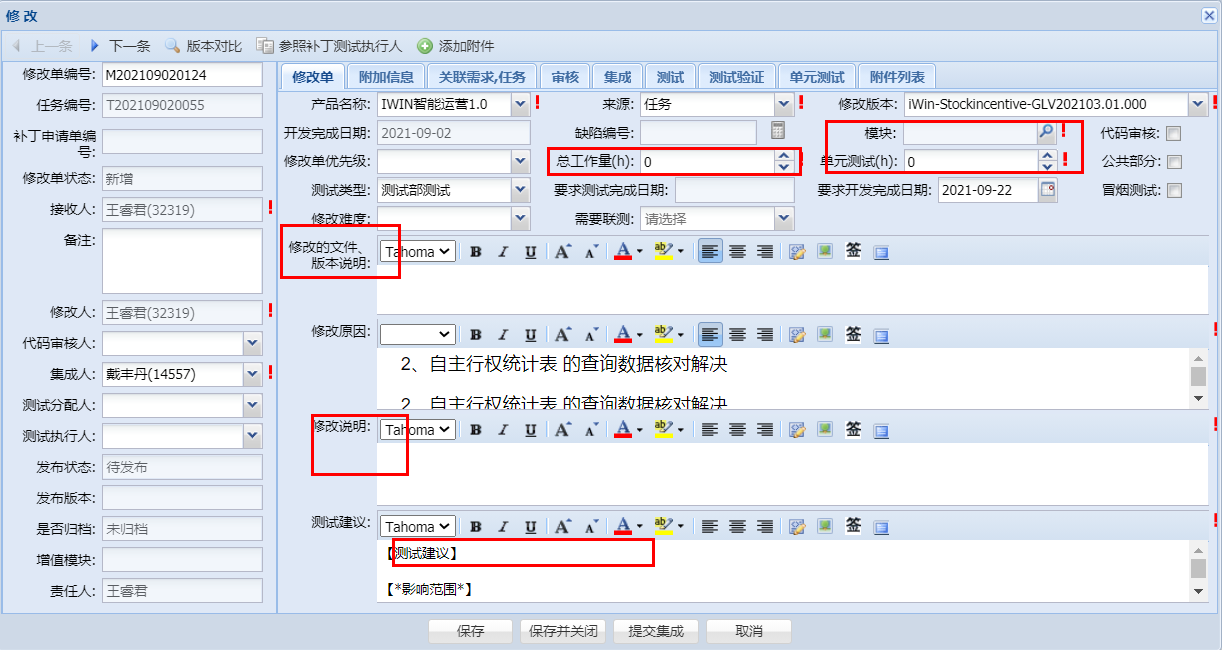 修 改
上一条 下一条 版本对比 参照补丁测试执行人 添加附件
修改单编号: M202109020124
任务编号: T202109020055
补丁申请单编
号:
修改单状态: 新增
接收人: 王睿君(32319) !
备注:
修改人: 王睿君(32319) !
代码审核人:
集成人: 戴丰丹(14557) !
测试分配人:
测试执行人:
发布状态: 待发布
发布版本:
是否归档: 未归档
增值模块:
责任人: 王睿君
修改单 附加信息 关联需求,任务 审核 集成 测试 测试验证 单元测试 附件列表
产品名称: IWIN智能运营1.0 ! 来源: 任务 ! 修改版本: iWin-Stockincentive-GLV202103.01.000 !
开发完成日期: 2021-09-02 缺陷编号: 模块: ! 代码审核:
修改单优先级: 总工作量(h): 0 ! 单元测试(h): 0 ! 公共部分:
测试类型: 测试部测试 要求测试完成日期: 要求开发完成日期: 2021-09-22 冒烟测试:
修改难度: 需要联测: 请选择
修改的文件、
版本说明: Tahoma B I U A A A ab 签
修改原因: B I U A A A ab 签 !
2、自主行权统计表 的查询数据核对解决
2、自主行权统计表 的查询数据核对解决
修改说明: Tahoma B I U A A A ab 签 !
测试建议: Tahoma B I U A A A ab 签 !
【测试建议】
【*影响范围*】
保存 保存并关闭 提交集成 取消